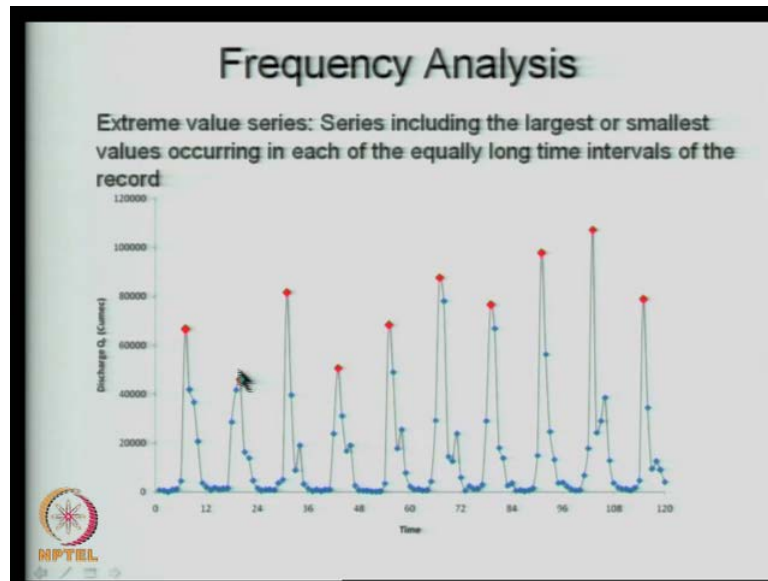 Frequency Analysis
Extreme value series: Series including the largest or smallest
values occurring in each of the equally long time intervals of the
record
120000
100000
80000
60000
40000
20000
0
Discharge Q, (Cumec)
0 12 24 36 48 60 72 84 96 108 120
Time
NPTEL